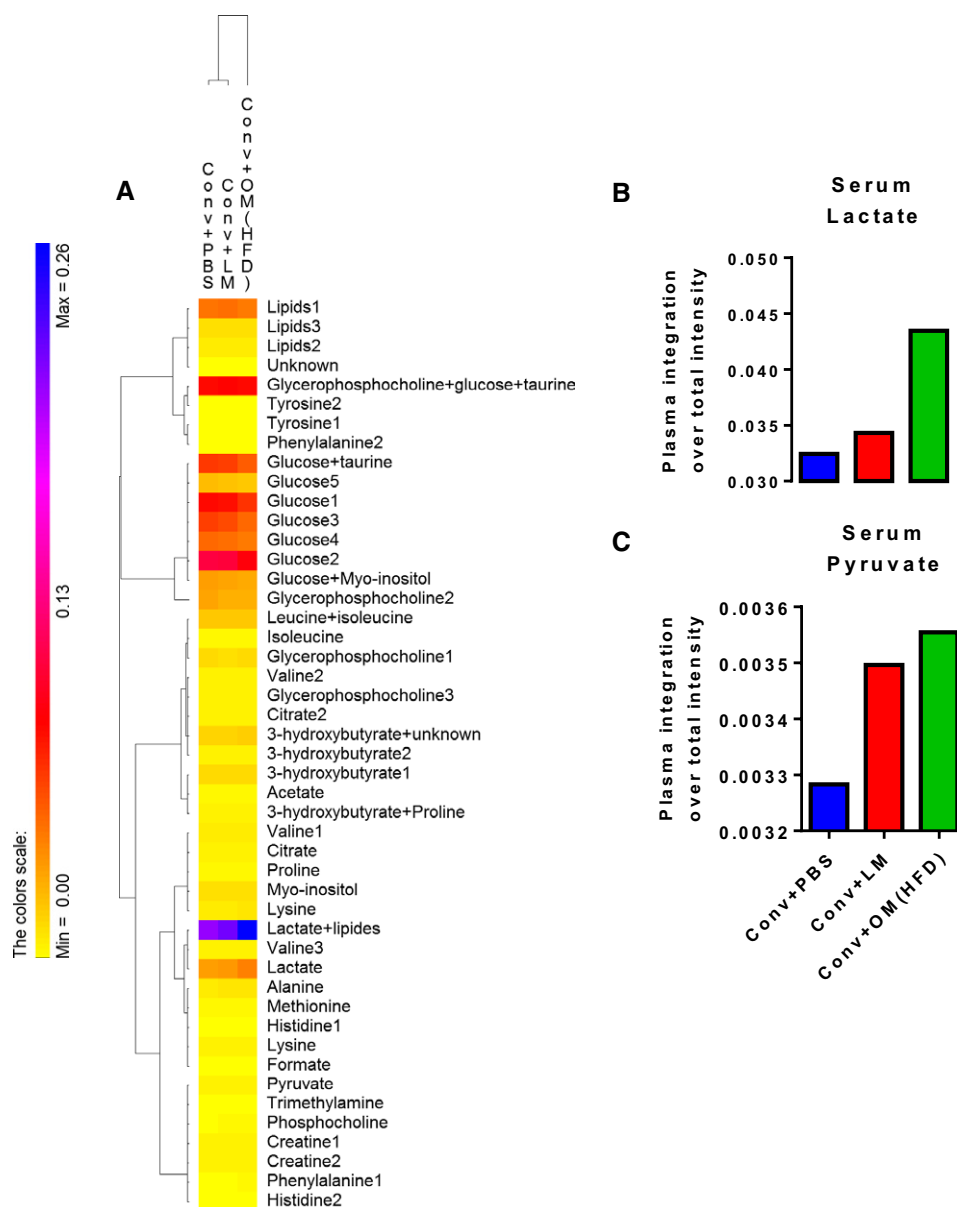 A
The colors scale:
Min = 0.00
0.13
Max = 0.26
Conv+PBS
Conv+LM
Conv+OM(HFD)
Lipids1
Lipids3
Lipids2
Unknown
Glycerophosphocholine+glucose+taurine
Tyrosine2
Tyrosine1
Phenylalanine2
Glucose+taurine
Glucose5
Glucose1
Glucose3
Glucose4
Glucose2
Glucose+Myo-inositol
Glycerophosphocholine2
Leucine+isoleucine
Isoleucine
Glycerophosphocholine1
Valine2
Glycerophosphocholine3
Citrate2
3-hydroxybutyrate+unknown
3-hydroxybutyrate2
3-hydroxybutyrate1
Acetate
3-hydroxybutyrate+Proline
Valine1
Citrate
Proline
Myo-inositol
Lysine
Lactate+lipides
Valine3
Lactate
Alanine
Methionine
Histidine1
Lysine
Formate
Pyruvate
Trimethylamine
Phosphocholine
Creatine1
Creatine2
Phenylalanine1
Histidine2
B
Serum
Lactate
Plasma integration
over total intensity
0.050
0.045
0.040
0.035
0.030
C
Serum
Pyruvate
Plasma integration
over total intensity
0.0036
0.0035
0.0034
0.0033
0.0032
Conv+PBS
Conv+LM
Conv+OM(HFD)